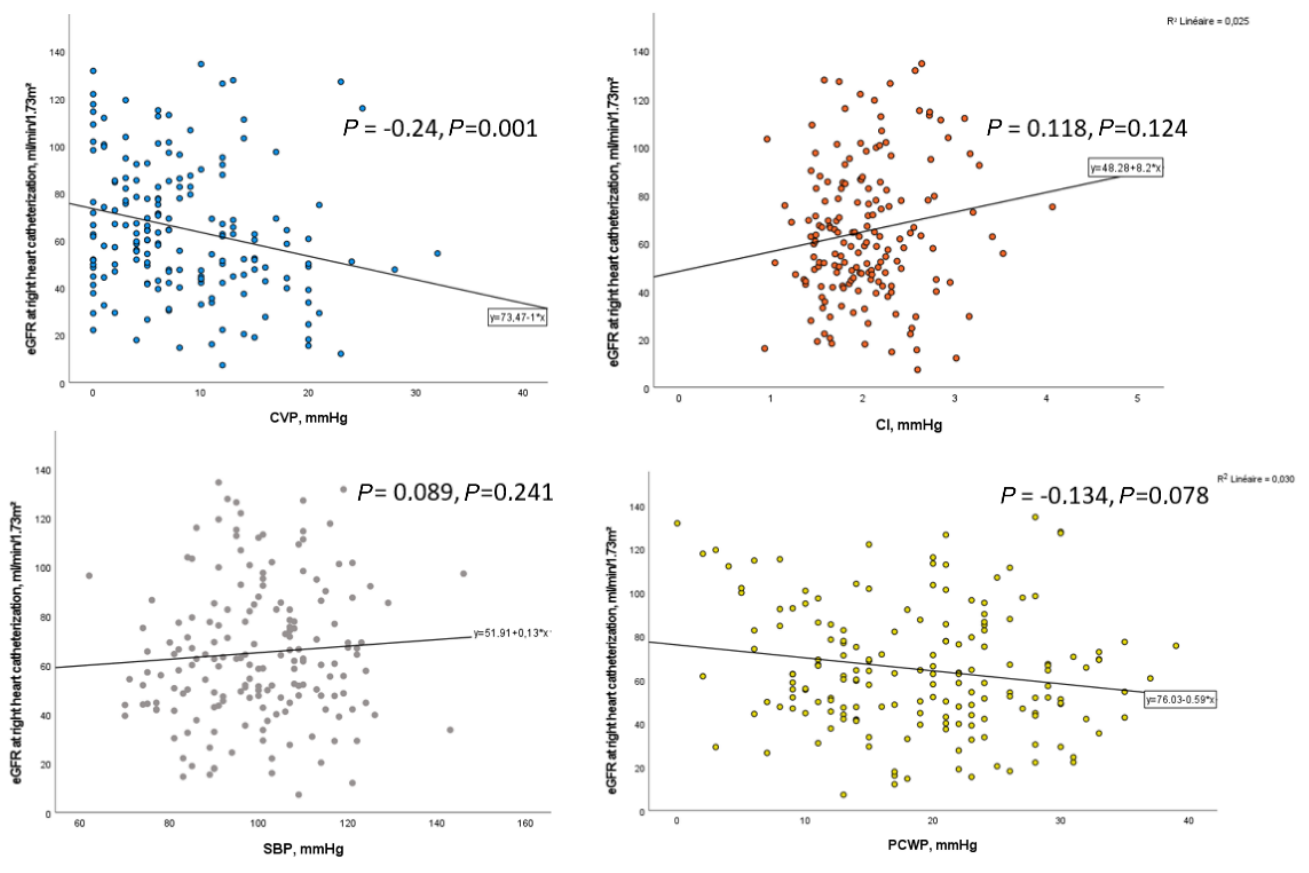 R² Linéaire = 0,025
140
120
100
80
60
40
20
0
eGFR at right heart catheterization, ml/min/1.73m²
P = -0.24, P=0.001
y=73,47-1*x
0 10 20 30 40
CVP, mmHg
140
120
100
80
60
40
20
0
eGFR at right heart catheterization, ml/min/1.73m²
P = 0.118, P=0.124
y=48.28+8.2*x
0 1 2 3 4 5
CI, mmHg
140
120
100
80
60
40
20
0
eGFR at right heart catheterization, ml/min/1.73m²
P = 0.089, P=0.241
y=51.91+0,13*x
60 80 100 120 140 160
SBP, mmHg
R² Linéaire = 0,030
140
120
100
80
60
40
20
0
eGFR at right heart catheterization, ml/min/1.73m²
P = -0.134, P=0.078
y=76.03-0.59*x
0 10 20 30 40
PCWP, mmHg